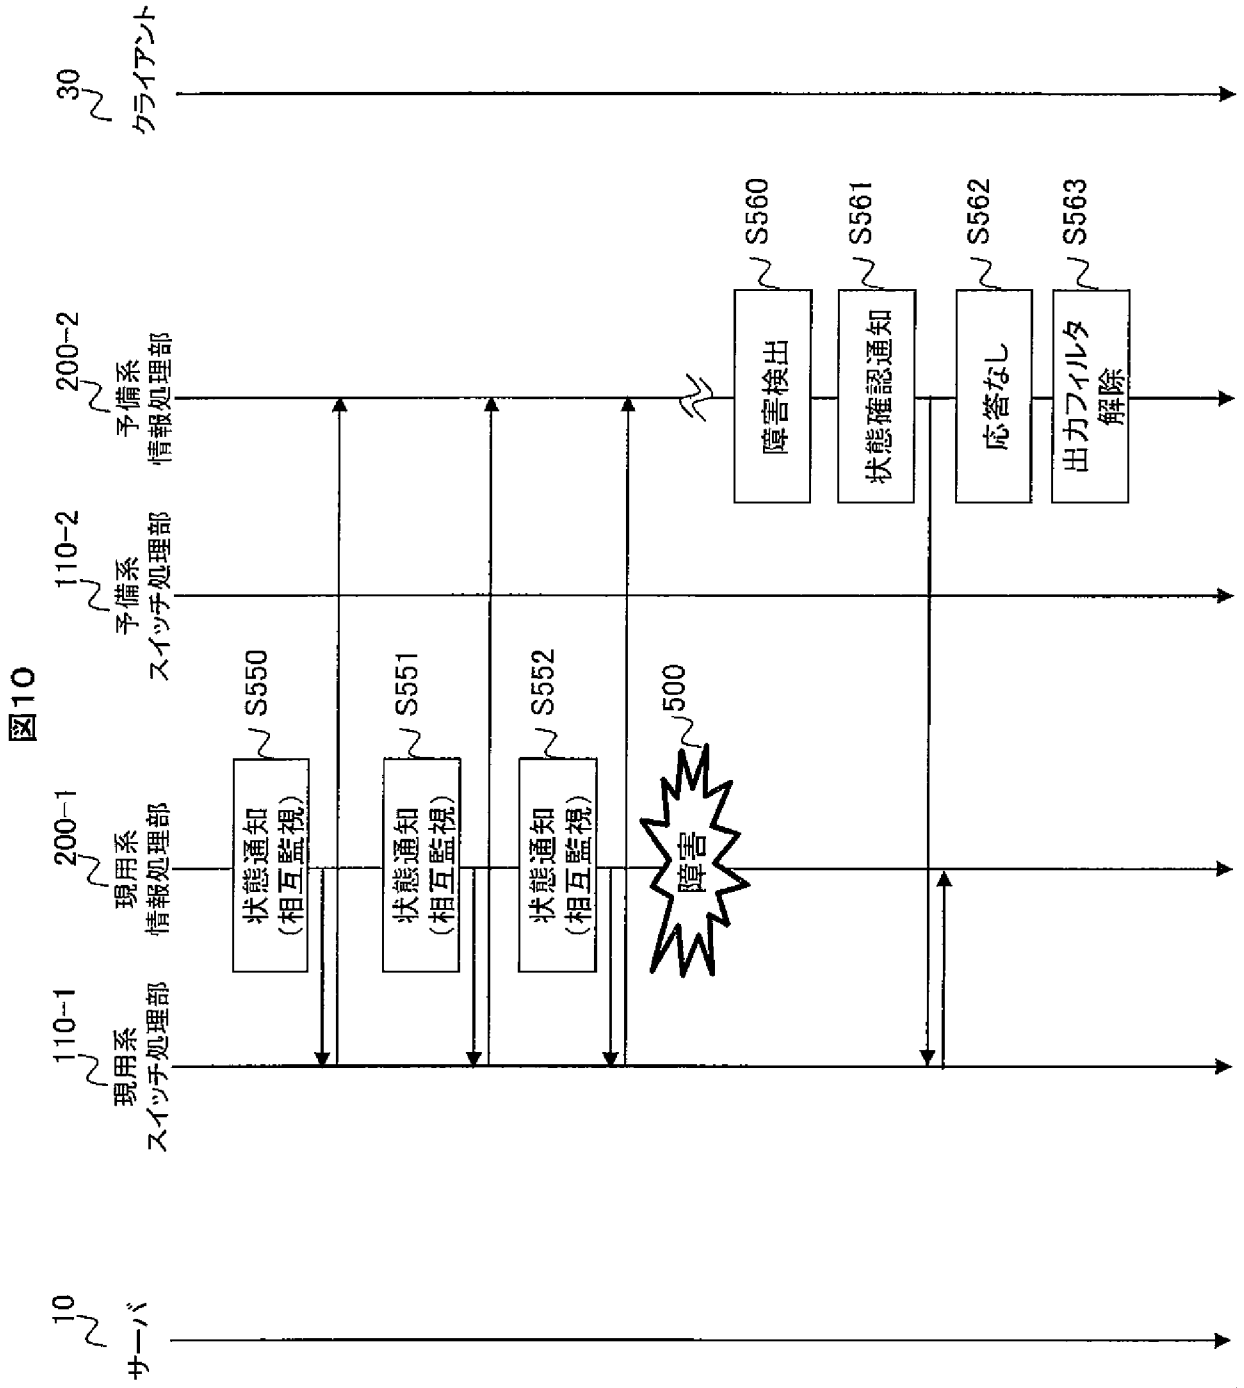 図10
10
サーバ
110-1
現用系
スイッチ処理部
200-1
現用系
情報処理部
110-2
予備系
スイッチ処理部
200-2
予備系
情報処理部
30
クライアント
状態通知
(相互監視)
S550
状態通知
(相互監視)
S551
状態通知
(相互監視)
S552
障害
500
障害検出
S560
状態確認通知
S561
応答なし
S562
出力フィルタ
解除
S563